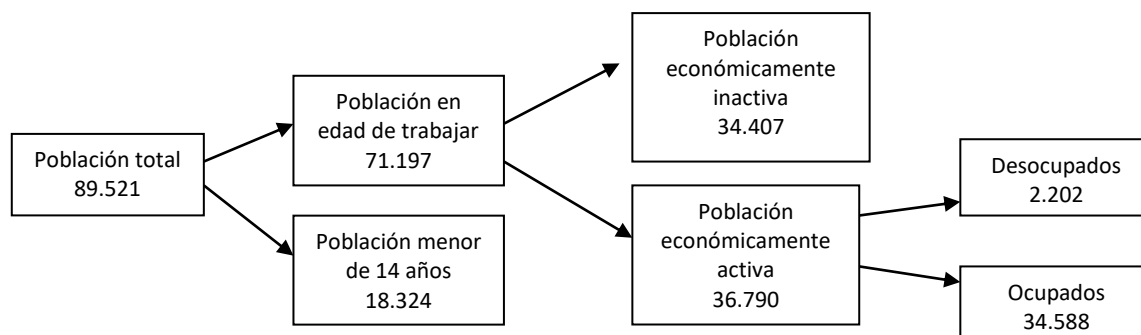 Población total
89.521
Población en
edad de trabajar
71.197
Población menor
de 14 años
18.324
Población
económicamente
inactiva
34.407
Población
económicamente
activa
36.790
Desocupados
2.202
Ocupados
34.588